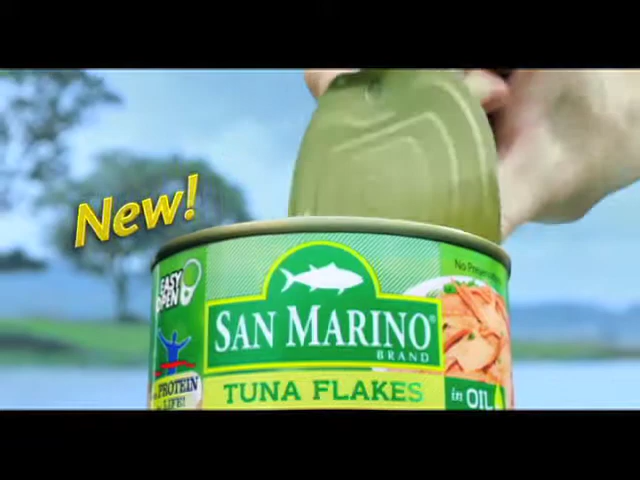 New!
EASY
OPEN
No Preservatives
SAN MARINO®
BRAND
PROTEIN
LIFE!
TUNA FLAKES
in OIL